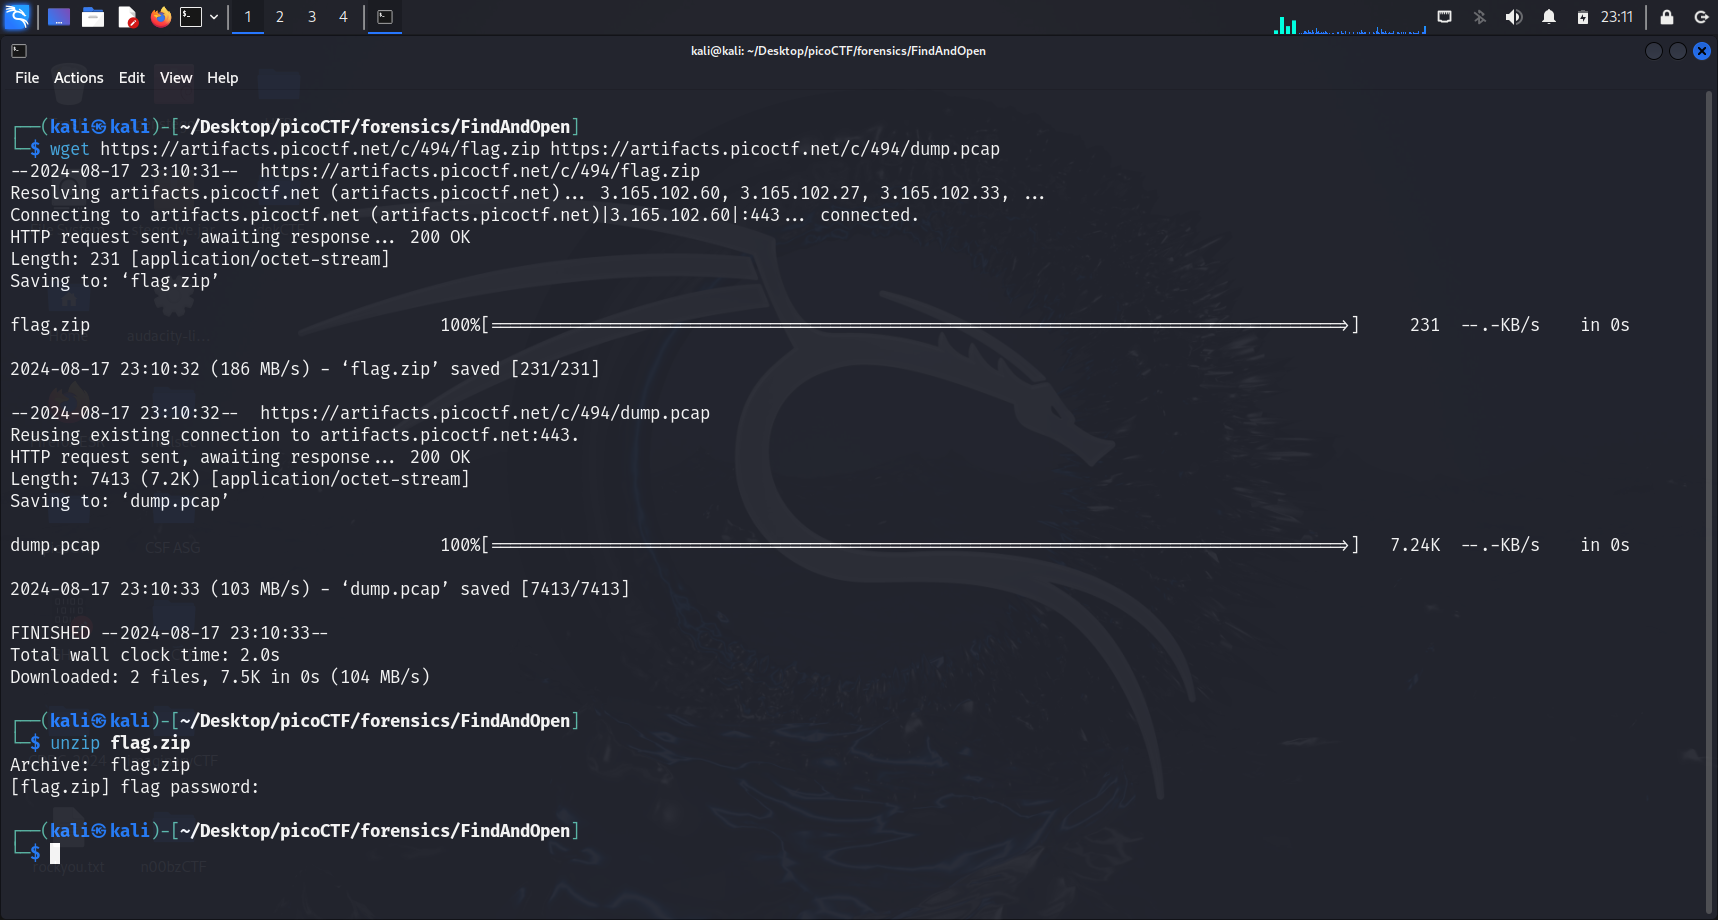 1 2 3 4
23:11
kali@kali: ~/Desktop/picoCTF/forensics/FindAndOpen
File Actions Edit View Help
┌──(kali㉿kali)-[~/Desktop/picoCTF/forensics/FindAndOpen]
└─$ wget https://artifacts.picoctf.net/c/494/flag.zip https://artifacts.picoctf.net/c/494/dump.pcap
--2024-08-17 23:10:31--  https://artifacts.picoctf.net/c/494/flag.zip
Resolving artifacts.picoctf.net (artifacts.picoctf.net)... 3.165.102.60, 3.165.102.27, 3.165.102.33, ...
Connecting to artifacts.picoctf.net (artifacts.picoctf.net)|3.165.102.60|:443... connected.
HTTP request sent, awaiting response... 200 OK
Length: 231 [application/octet-stream]
Saving to: ‘flag.zip’
flag.zip 100%[=====================================================================================>] 231 --.-KB/s in 0s
2024-08-17 23:10:32 (186 MB/s) - ‘flag.zip’ saved [231/231]
--2024-08-17 23:10:32--  https://artifacts.picoctf.net/c/494/dump.pcap
Reusing existing connection to artifacts.picoctf.net:443.
HTTP request sent, awaiting response... 200 OK
Length: 7413 (7.2K) [application/octet-stream]
Saving to: ‘dump.pcap’
dump.pcap 100%[=====================================================================================>] 7.24K --.-KB/s in 0s
2024-08-17 23:10:33 (103 MB/s) - ‘dump.pcap’ saved [7413/7413]
FINISHED --2024-08-17 23:10:33--
Total wall clock time: 2.0s
Downloaded: 2 files, 7.5K in 0s (104 MB/s)
┌──(kali㉿kali)-[~/Desktop/picoCTF/forensics/FindAndOpen]
└─$ unzip flag.zip
Archive:  flag.zip
[flag.zip] flag password:
┌──(kali㉿kali)-[~/Desktop/picoCTF/forensics/FindAndOpen]
└─$
Home
audacity-li...
CSF ASG
rockyou.txt
n00bzCTF